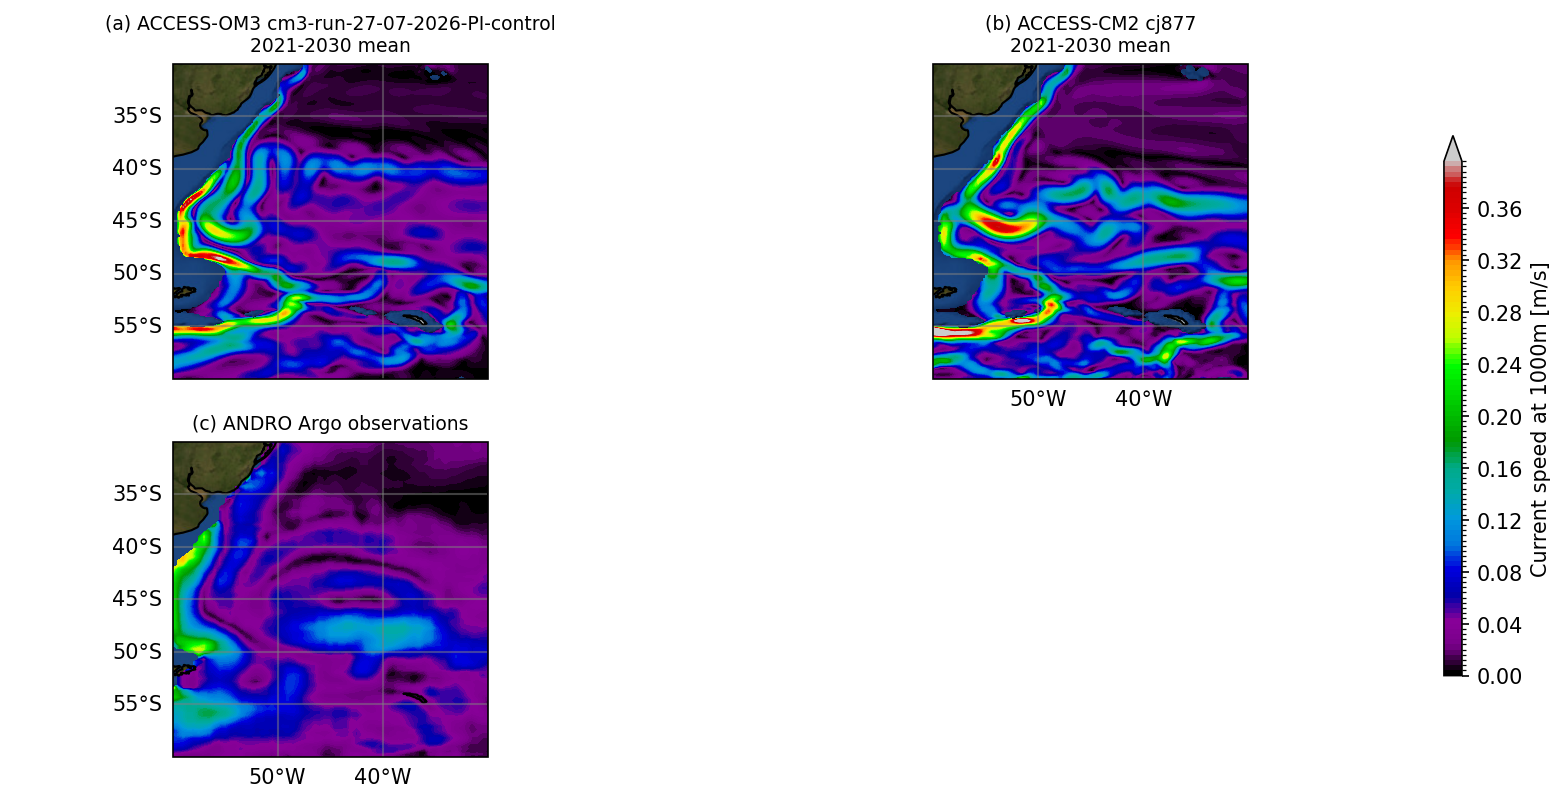 (a) ACCESS-OM3 cm3-run-27-07-2026-PI-control
2021-2030 mean
35°S
40°S
45°S
50°S
55°S
(b) ACCESS-CM2 cj877
2021-2030 mean
50°W
40°W
(c) ANDRO Argo observations
35°S
40°S
45°S
50°S
55°S
50°W
40°W
0.36
0.32
0.28
0.24
0.20
0.16
0.12
0.08
0.04
0.00
Current speed at 1000m [m/s]